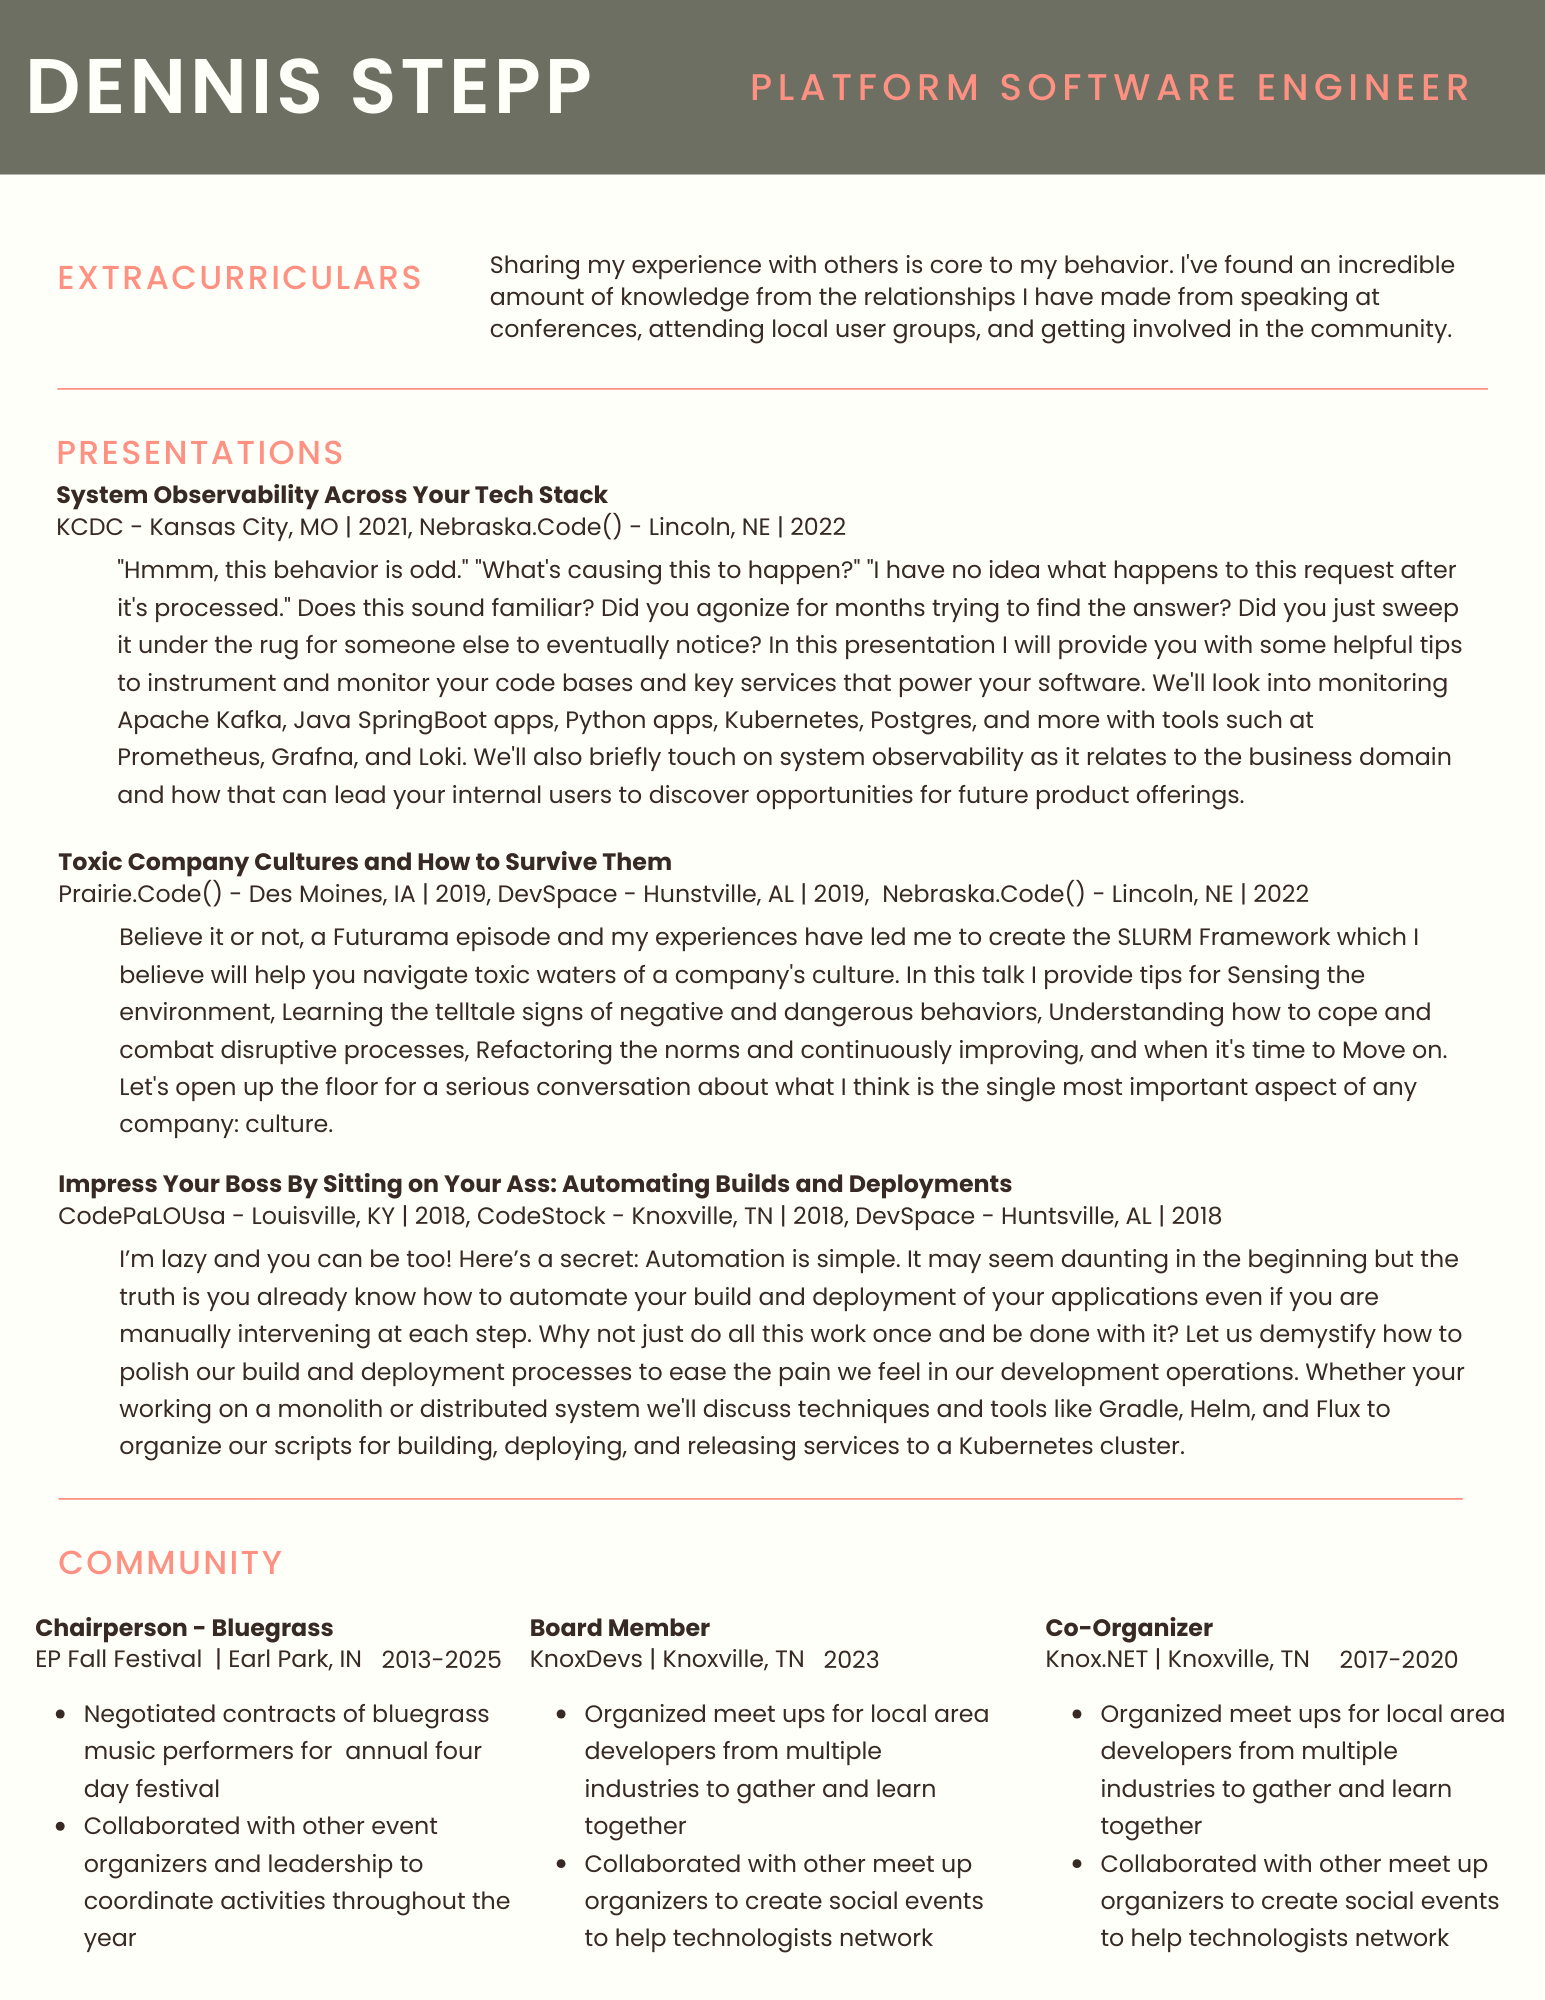 DENNIS STEPP
PLATFORM SOFTWARE ENGINEER
EXTRACURRICULARS
Sharing my experience with others is core to my behavior. I've found an incredible
amount of knowledge from the relationships I have made from speaking at
conferences, attending local user groups, and getting involved in the community.
PRESENTATIONS
System Observability Across Your Tech Stack
KCDC - Kansas City, MO | 2021, Nebraska.Code() - Lincoln, NE | 2022
"Hmmm, this behavior is odd." "What's causing this to happen?" "I have no idea what happens to this request after
it's processed." Does this sound familiar? Did you agonize for months trying to find the answer? Did you just sweep
it under the rug for someone else to eventually notice? In this presentation I will provide you with some helpful tips
to instrument and monitor your code bases and key services that power your software. We'll look into monitoring
Apache Kafka, Java SpringBoot apps, Python apps, Kubernetes, Postgres, and more with tools such at
Prometheus, Grafna, and Loki. We'll also briefly touch on system observability as it relates to the business domain
and how that can lead your internal users to discover opportunities for future product offerings.
Toxic Company Cultures and How to Survive Them
Prairie.Code() - Des Moines, IA | 2019, DevSpace - Hunstville, AL | 2019,  Nebraska.Code() - Lincoln, NE | 2022
Believe it or not, a Futurama episode and my experiences have led me to create the SLURM Framework which I
believe will help you navigate toxic waters of a company's culture. In this talk I provide tips for Sensing the
environment, Learning the telltale signs of negative and dangerous behaviors, Understanding how to cope and
combat disruptive processes, Refactoring the norms and continuously improving, and when it's time to Move on.
Let's open up the floor for a serious conversation about what I think is the single most important aspect of any
company: culture.
Impress Your Boss By Sitting on Your Ass: Automating Builds and Deployments
CodePaLOUsa - Louisville, KY | 2018, CodeStock - Knoxville, TN | 2018, DevSpace - Huntsville, AL | 2018
I’m lazy and you can be too! Here’s a secret: Automation is simple. It may seem daunting in the beginning but the
truth is you already know how to automate your build and deployment of your applications even if you are
manually intervening at each step. Why not just do all this work once and be done with it? Let us demystify how to
polish our build and deployment processes to ease the pain we feel in our development operations. Whether your
working on a monolith or distributed system we'll discuss techniques and tools like Gradle, Helm, and Flux to
organize our scripts for building, deploying, and releasing services to a Kubernetes cluster.
COMMUNITY
Chairperson - Bluegrass
EP Fall Festival  | Earl Park, IN 2013-2025
• Negotiated contracts of bluegrass
music performers for  annual four
day festival
• Collaborated with other event
organizers and leadership to
coordinate activities throughout the
year
Board Member
KnoxDevs | Knoxville, TN 2023
• Organized meet ups for local area
developers from multiple
industries to gather and learn
together
• Collaborated with other meet up
organizers to create social events
to help technologists network
Co-Organizer
Knox.NET | Knoxville, TN 2017-2020
• Organized meet ups for local area
developers from multiple
industries to gather and learn
together
• Collaborated with other meet up
organizers to create social events
to help technologists network